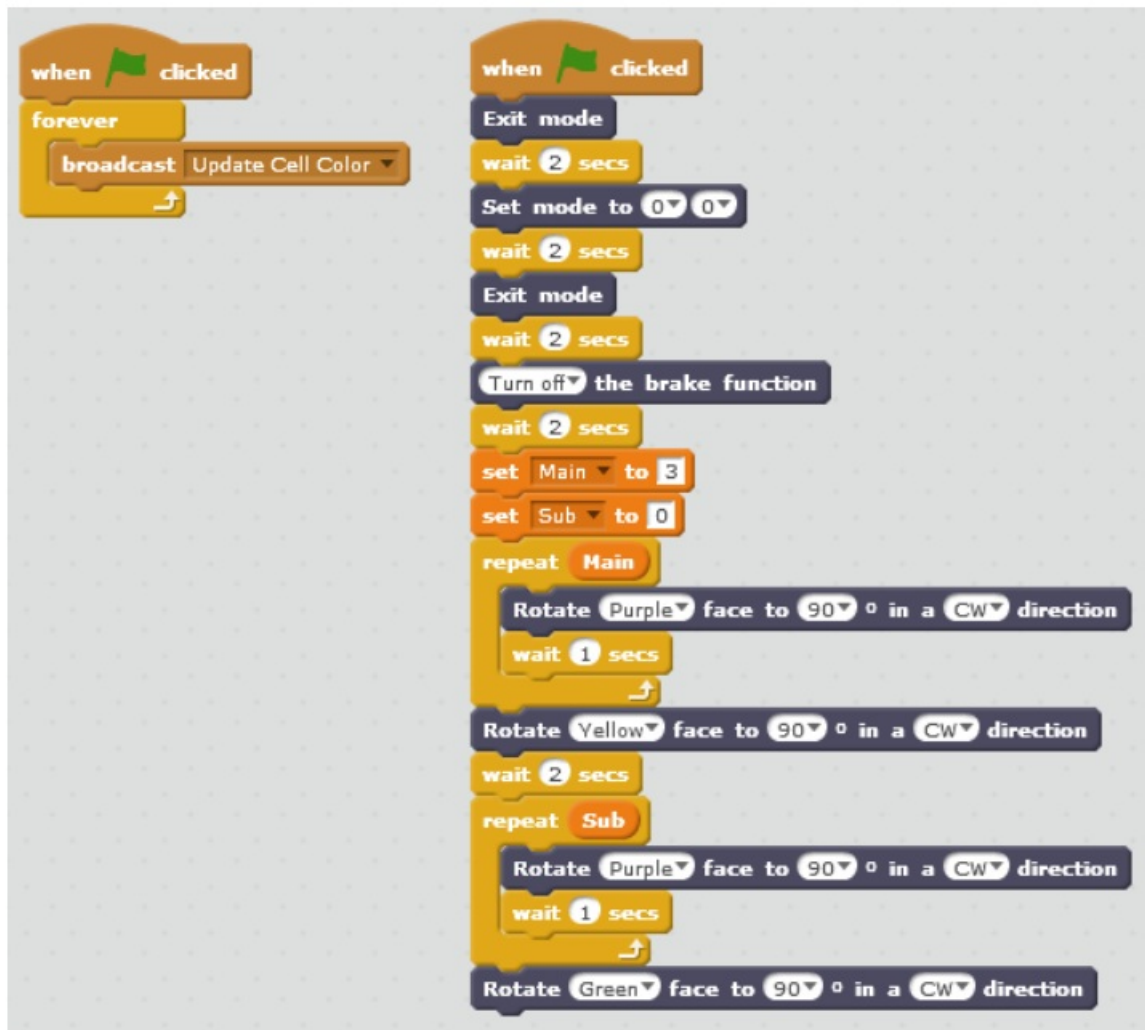 when clicked
forever
broadcast Update Cell Color
when clicked
Exit mode
wait 2 secs
Set mode to 0 0
wait 2 secs
Exit mode
wait 2 secs
Turn off the brake function
wait 2 secs
set Main to 3
set Sub to 0
repeat Main
Rotate Purple face to 90 º in a CW direction
wait 1 secs
Rotate Yellow face to 90 º in a CW direction
wait 2 secs
repeat Sub
Rotate Purple face to 90 º in a CW direction
wait 1 secs
Rotate Green face to 90 º in a CW direction